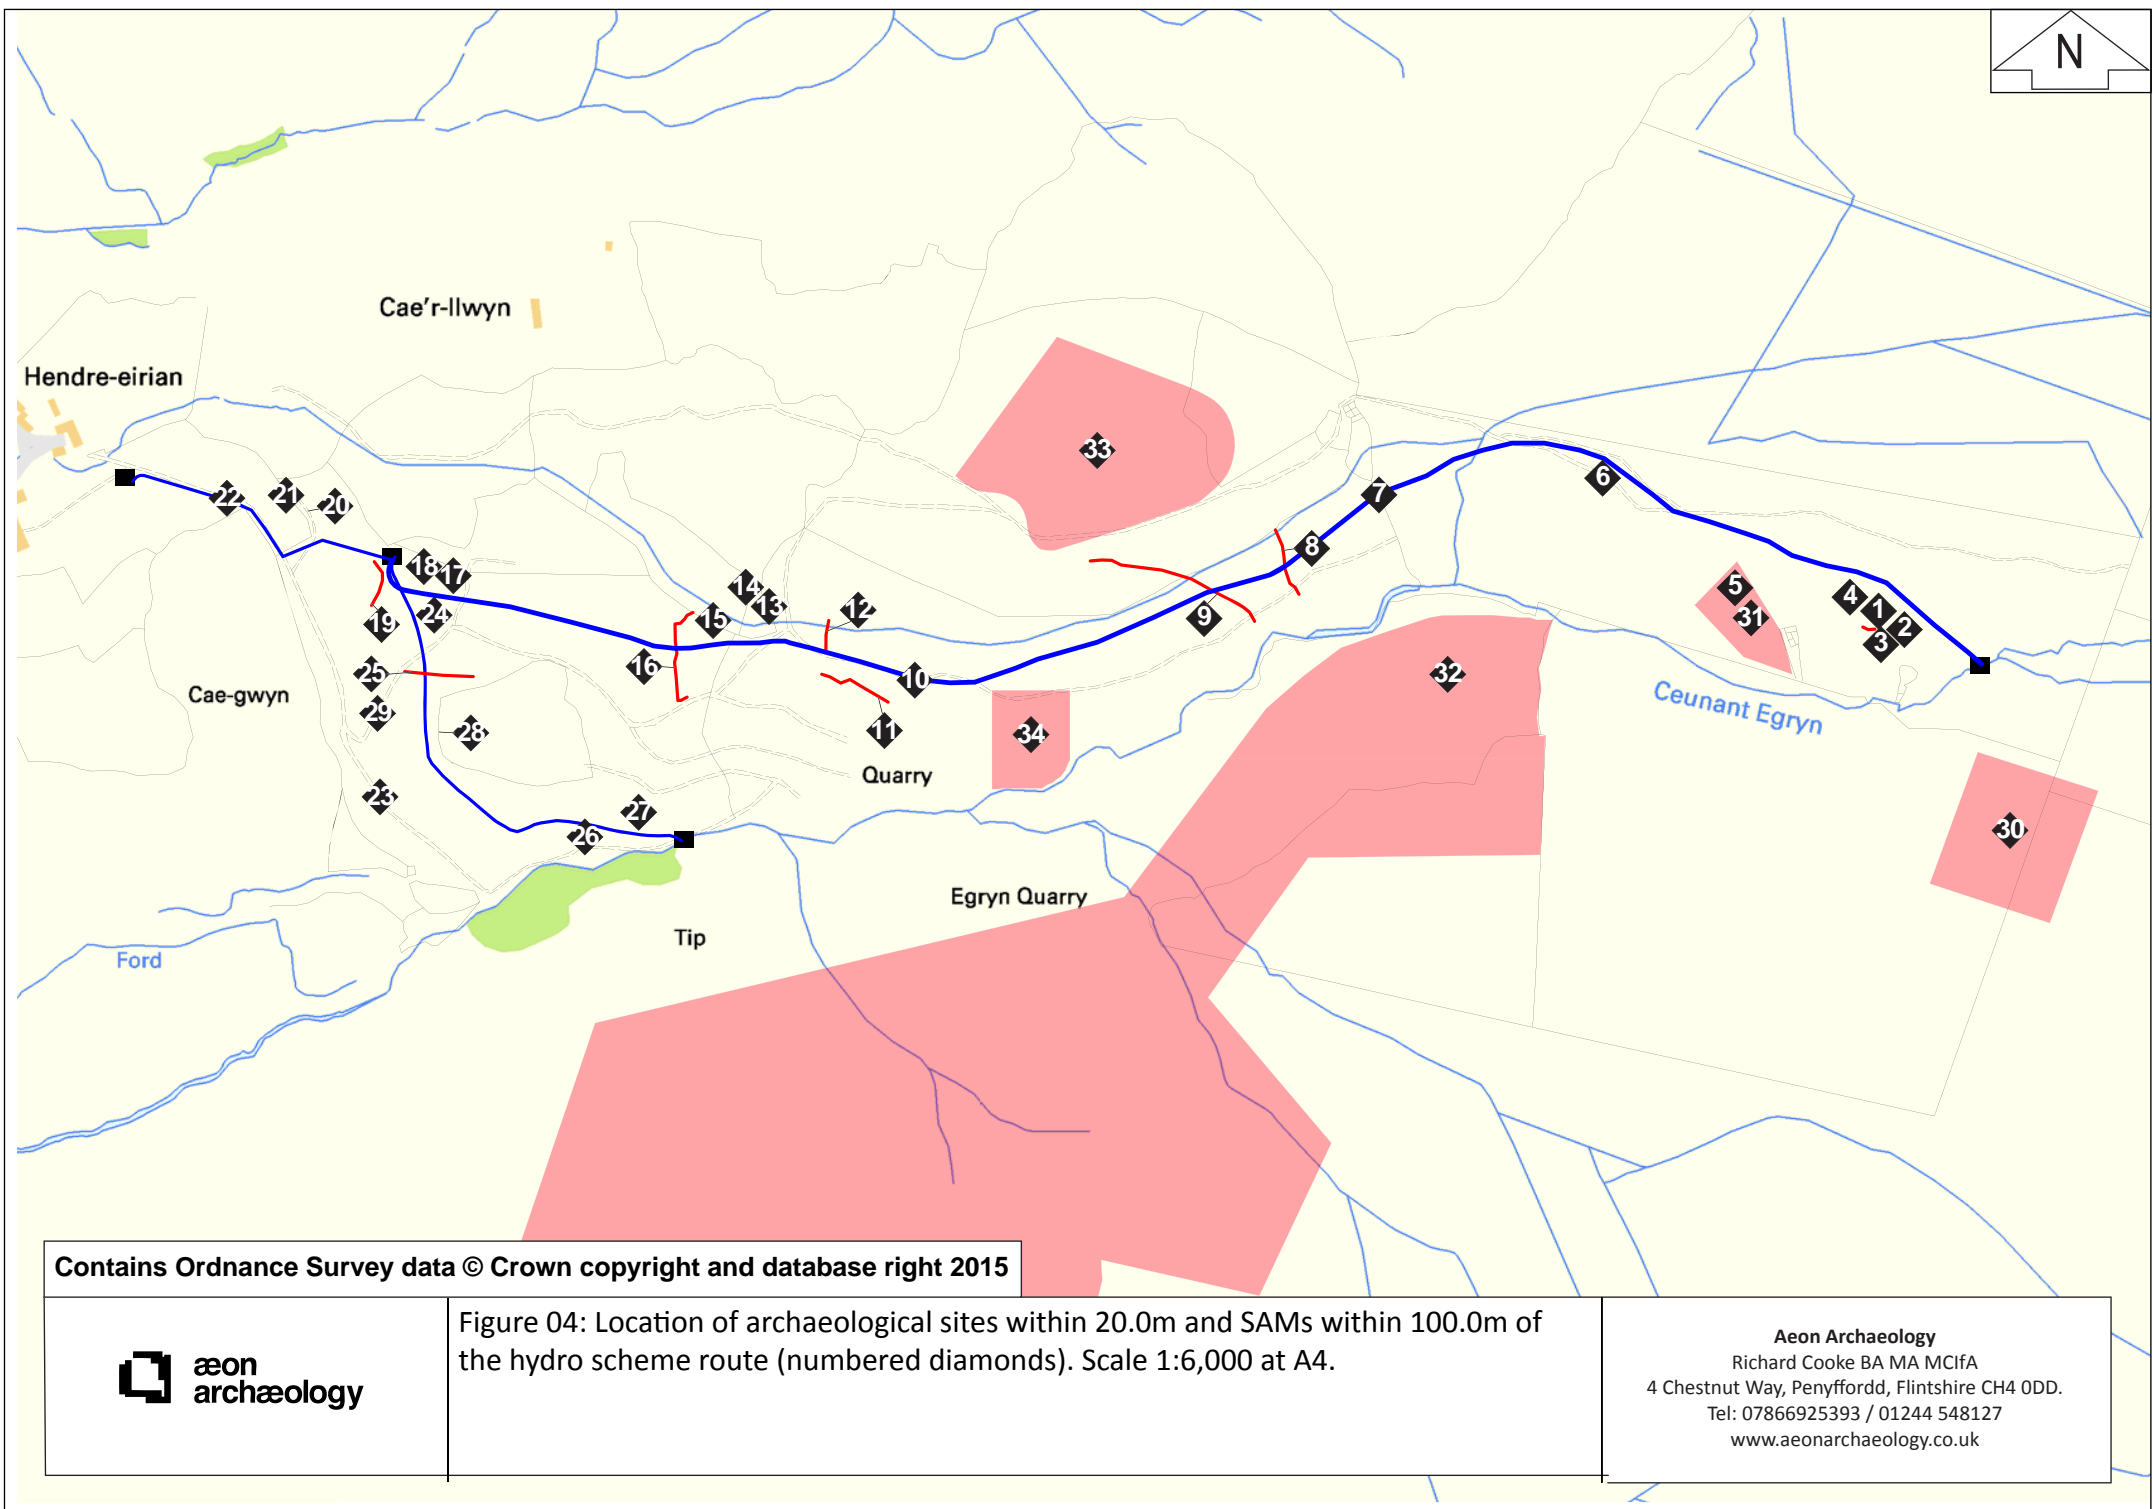 N
Cae'r-llwyn
Hendre-eirian
33
22
21
20
7
6
8
18
17
14
13
12
15
19
24
9
5
31
4
1
2
3
16
10
25
32
Cae-gwyn
29
28
11
34
Ceunant Egryn
Quarry
23
27
26
30
Egryn Quarry
Tip
Ford
Contains Ordnance Survey data © Crown copyright and database right 2015
æon
archæology
Figure 04: Location of archaeological sites within 20.0m and SAMs within 100.0m of
the hydro scheme route (numbered diamonds). Scale 1:6,000 at A4.
Aeon Archaeology
Richard Cooke BA MA MCIfA
4 Chestnut Way, Penyffordd, Flintshire CH4 0DD.
Tel: 07866925393 / 01244 548127
www.aeonarchaeology.co.uk